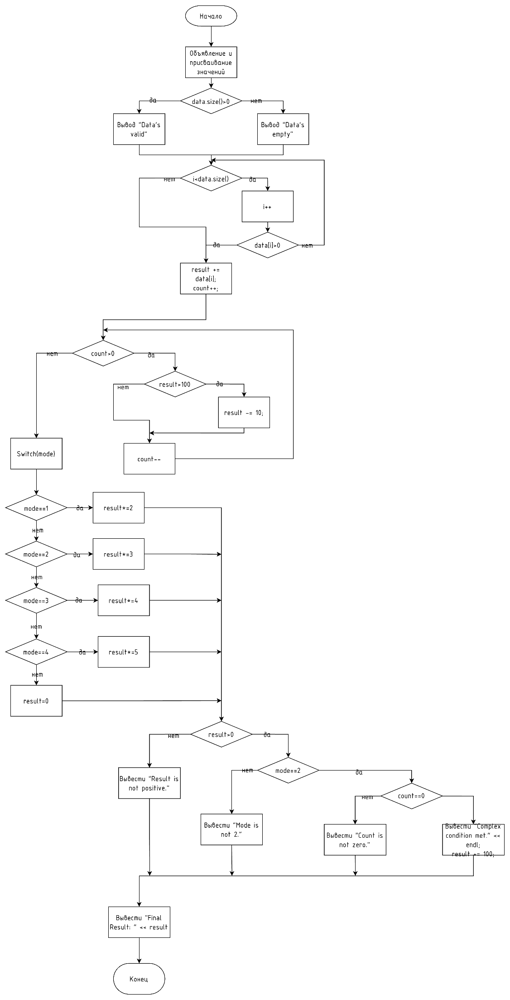 Начало
Объявление и
присваивание
значений
data.size()>0
да
нет
Вывод "Data's
valid"
Вывод "Data's
empty"
i<data.size()
нет
да
i++
data[i]>0
да
нет
result +=
data[i];
count++;
count>0
нет
да
result>100
нет
да
result -= 10;
Switch(mode)
count--
mode==1
да
result*=2
нет
mode==2
да
result*=3
нет
mode==3
да
result*=4
нет
mode==4
да
result*=5
нет
result=0
result>0
нет
да
mode==2
нет
да
Вывести "Result is
not positive."
count==0
нет
Вывести "Mode is
not 2."
Вывести "Count is
not zero."
Вывести "Complex
condition met." <<
endl;
result += 100;
Вывести "Final
Result: " << result
Конец